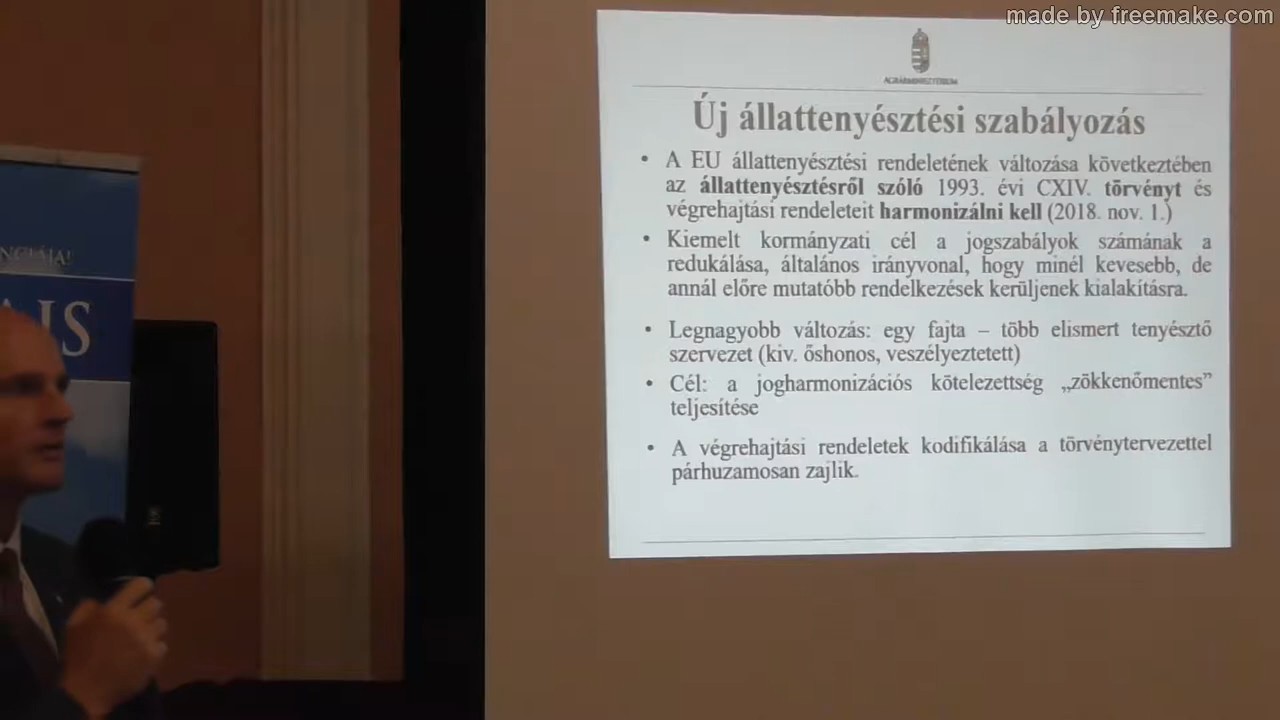 made by freemake.com
AGRÁRMINISZTÉRIUM
Új állattenyésztési szabályozás
• A EU állattenyésztési rendeletének változása következtében
az állattenyésztésről szóló 1993. évi CXIV. törvényt és
végrehajtási rendeleteit harmonizálni kell (2018. nov. 1.)
• Kiemelt kormányzati cél a jogszabályok számának a
redukálása, általános irányvonal, hogy minél kevesebb, de
annál előre mutatóbb rendelkezések kerüljenek kialakításra.
• Legnagyobb változás: egy fajta – több elismert tenyésztő
szervezet (kiv. őshonos, veszélyeztetett)
• Cél: a jogharmonizációs kötelezettség „zökkenőmentes”
teljesítése
• A végrehajtási rendeletek kodifikálása a törvénytervezettel
párhuzamosan zajlik.